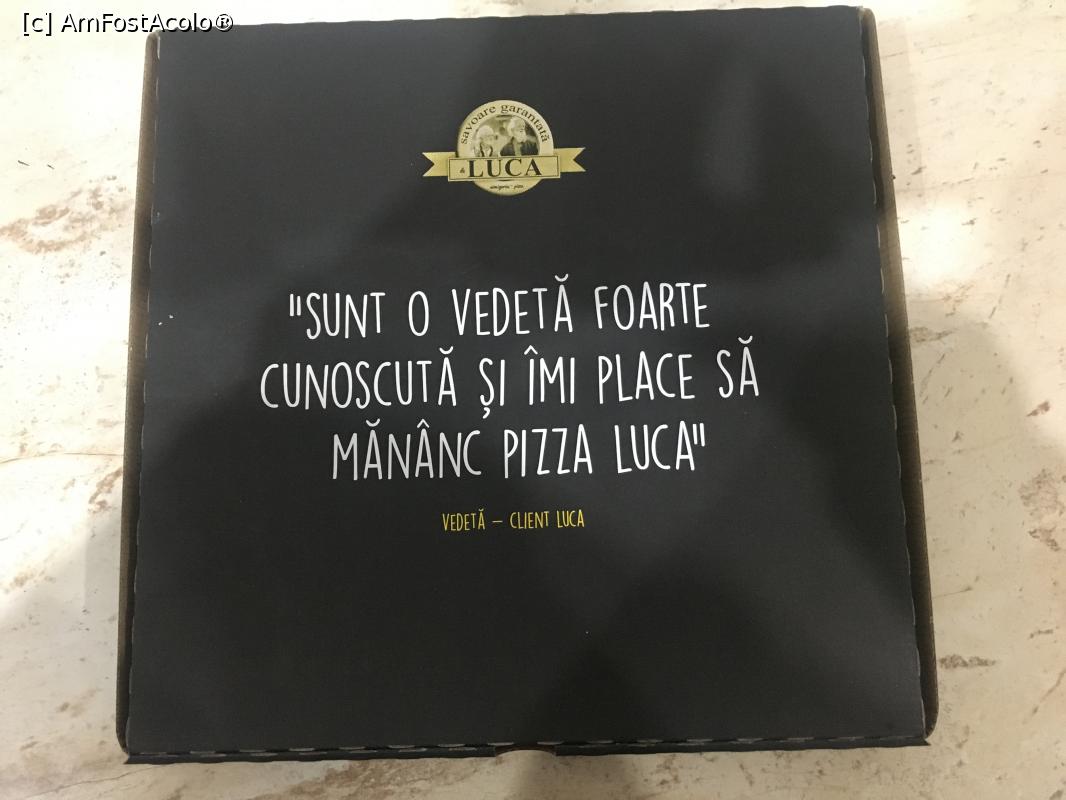 [c] AmFostAcolo®
savoare garantată
LUCA
"SUNT O VEDETĂ FOARTE
CUNOSCUTĂ ȘI ÎMI PLACE SĂ
MĂNÂNC PIZZA LUCA"
VEDETĂ – CLIENT LUCA